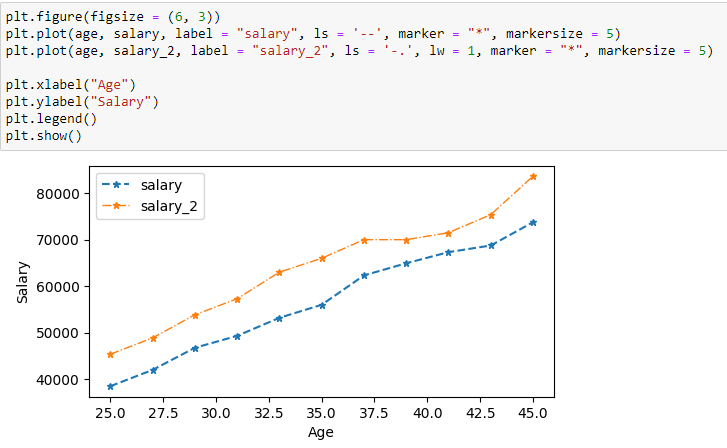 plt.figure(figsize = (6, 3))
plt.plot(age, salary, label = "salary", ls = '--', marker = "*", markersize = 5)
plt.plot(age, salary_2, label = "salary_2", ls = '-.', lw = 1, marker = "*", markersize = 5)
plt.xlabel("Age")
plt.ylabel("Salary")
plt.legend()
plt.show()
salary
salary_2
80000
70000
60000
50000
40000
Salary
25.0 27.5 30.0 32.5 35.0 37.5 40.0 42.5 45.0
Age